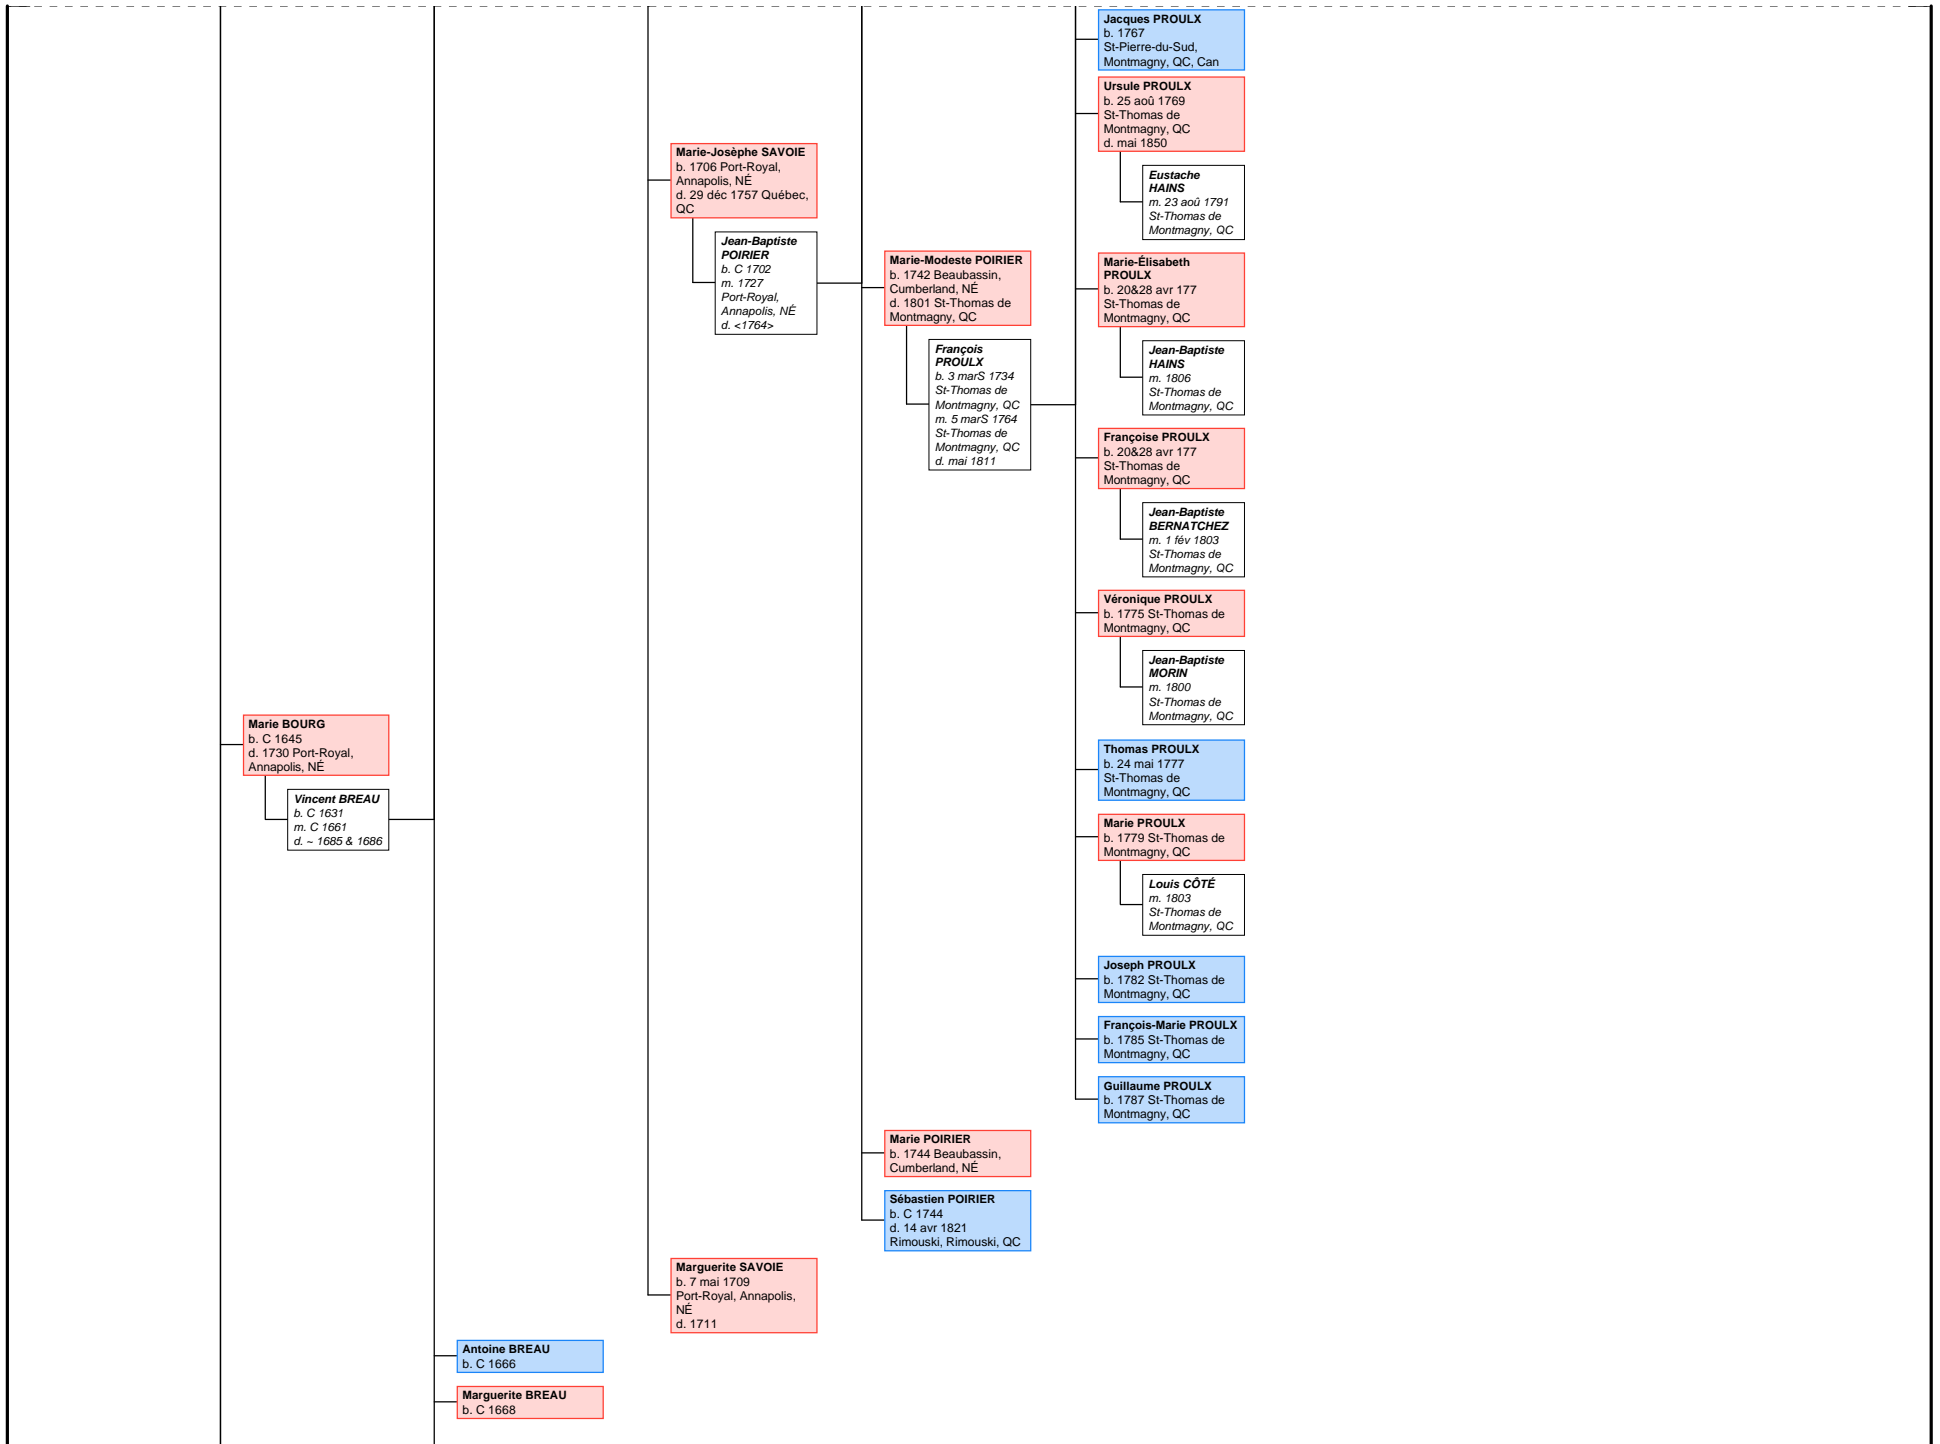 Jacques PROULX
b. 1767
St-Pierre-du-Sud,
Montmagny, QC, Can
Ursule PROULX
b. 25 aoû 1769
St-Thomas de
Montmagny, QC
d. mai 1850
Eustache
HAINS
m. 23 aoû 1791
St-Thomas de
Montmagny, QC
Marie-Josèphe SAVOIE
b. 1706 Port-Royal,
Annapolis, NÉ
d. 29 déc 1757 Québec,
QC
Jean-Baptiste
POIRIER
b. C 1702
m. 1727
Port-Royal,
Annapolis, NÉ
d. <1764>
Marie-Modeste POIRIER
b. 1742 Beaubassin,
Cumberland, NÉ
d. 1801 St-Thomas de
Montmagny, QC
François
PROULX
b. 3 marS 1734
St-Thomas de
Montmagny, QC
m. 5 marS 1764
St-Thomas de
Montmagny, QC
d. mai 1811
Marie-Élisabeth
PROULX
b. 20&28 avr 177
St-Thomas de
Montmagny, QC
Jean-Baptiste
HAINS
m. 1806
St-Thomas de
Montmagny, QC
Françoise PROULX
b. 20&28 avr 177
St-Thomas de
Montmagny, QC
Jean-Baptiste
BERNATCHEZ
m. 1 fév 1803
St-Thomas de
Montmagny, QC
Véronique PROULX
b. 1775 St-Thomas de
Montmagny, QC
Jean-Baptiste
MORIN
m. 1800
St-Thomas de
Montmagny, QC
Marie BOURG
b. C 1645
d. 1730 Port-Royal,
Annapolis, NÉ
Vincent BREAU
b. C 1631
m. C 1661
d. ~ 1685 & 1686
Thomas PROULX
b. 24 mai 1777
St-Thomas de
Montmagny, QC
Marie PROULX
b. 1779 St-Thomas de
Montmagny, QC
Louis CÔTÉ
m. 1803
St-Thomas de
Montmagny, QC
Joseph PROULX
b. 1782 St-Thomas de
Montmagny, QC
François-Marie PROULX
b. 1785 St-Thomas de
Montmagny, QC
Guillaume PROULX
b. 1787 St-Thomas de
Montmagny, QC
Marie POIRIER
b. 1744 Beaubassin,
Cumberland, NÉ
Sébastien POIRIER
b. C 1744
d. 14 avr 1821
Rimouski, Rimouski, QC
Marguerite SAVOIE
b. 7 mai 1709
Port-Royal, Annapolis,
NÉ
d. 1711
Antoine BREAU
b. C 1666
Marguerite BREAU
b. C 1668